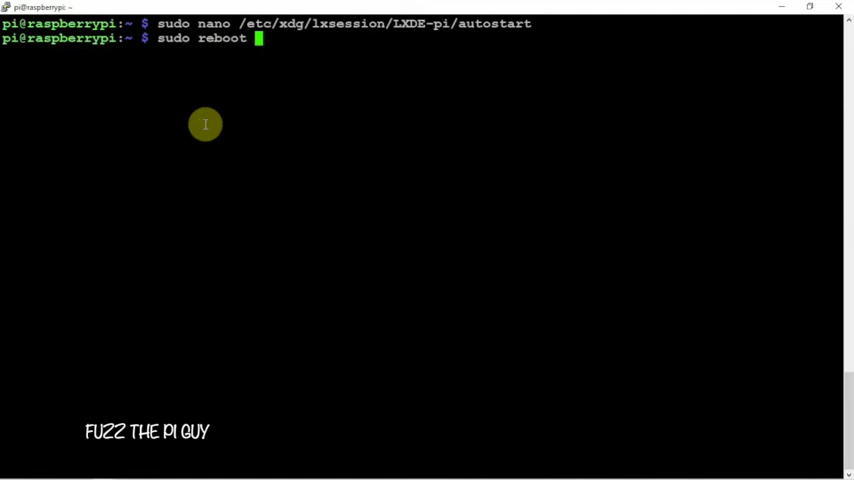 pi@raspberrypi: ~
pi@raspberrypi:~ $ sudo nano /etc/xdg/lxsession/LXDE-pi/autostart
pi@raspberrypi:~ $ sudo reboot
FUZZ THE PI GUY